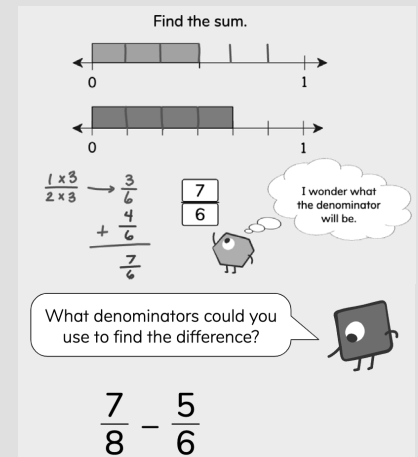 Find the sum.
0 1
0 1
1 x 3 / 2 x 3 → 3/6
+ 4/6
7/6
7
6
I wonder what
the denominator
will be.
What denominators could you
use to find the difference?
7/8 − 5/6